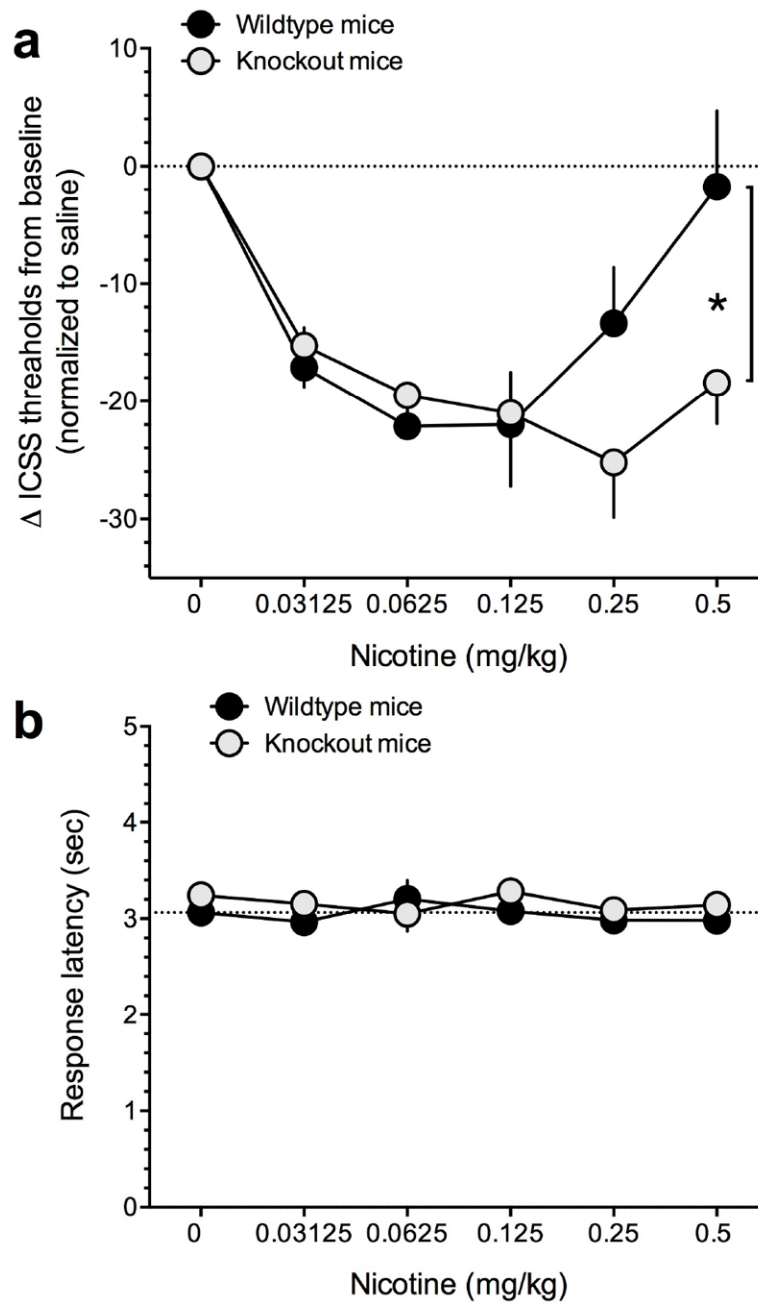 a
Wildtype mice
Knockout mice
Δ ICSS threaholds from baseline
(normalized to saline)
10
0
-10
-20
-30
*
0 0.03125 0.0625 0.125 0.25 0.5
Nicotine (mg/kg)
b
Wildtype mice
Knockout mice
Response latency (sec)
5
4
3
2
1
0
0 0.03125 0.0625 0.125 0.25 0.5
Nicotine (mg/kg)